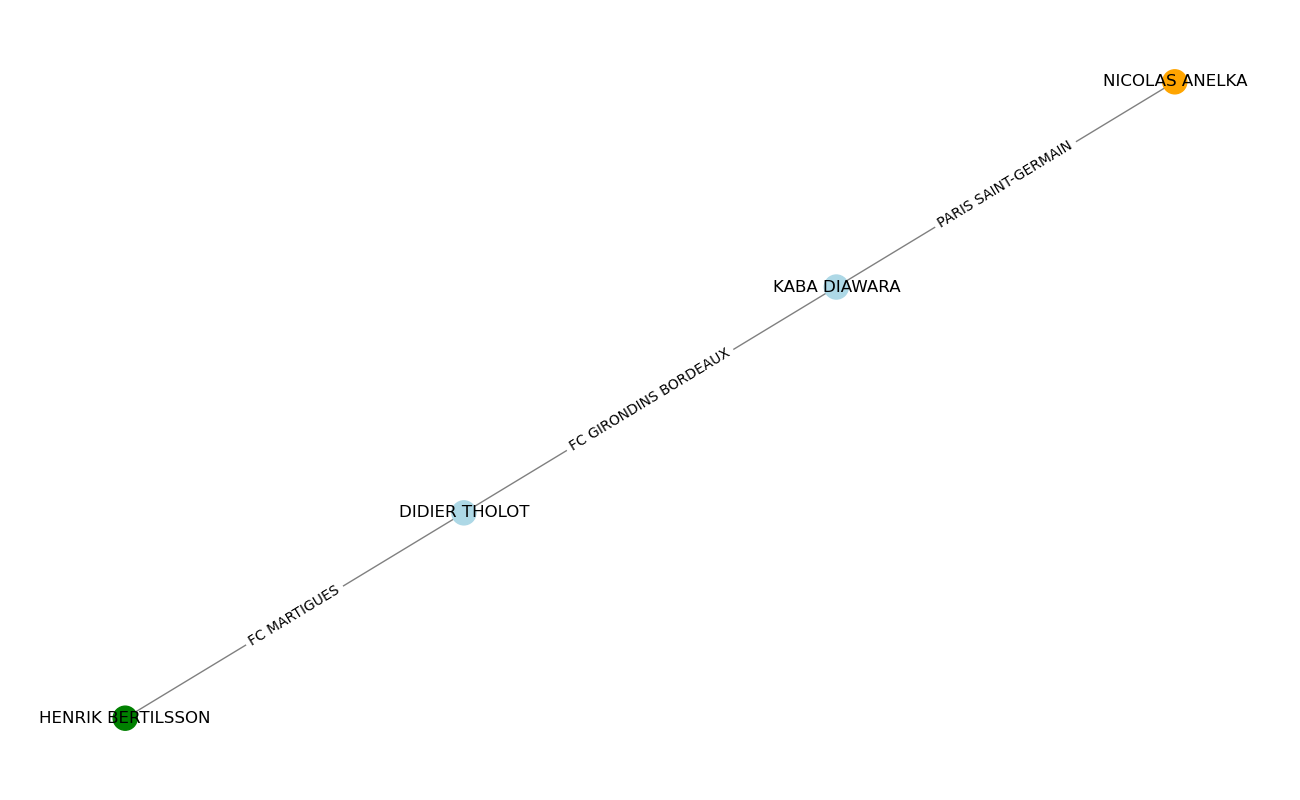 NICOLAS ANELKA
PARIS SAINT-GERMAIN
KABA DIAWARA
FC GIRONDINS BORDEAUX
DIDIER THOLOT
FC MARTIGUES
HENRIK BERTILSSON